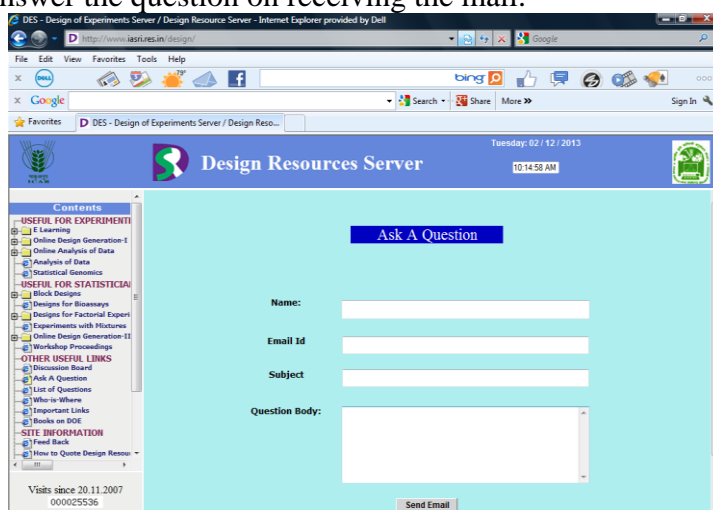 nswer the question on receiving the mail.
DES - Design of Experiments Server / Design Resource Server - Internet Explorer provided by Dell
http://www.iasri.res.in/design/
Google
File Edit View Favorites Tools Help
x DELL 79° bing
x Google Search Share More >> Sign In
Favorites DES - Design of Experiments Server / Design Reso...
ICAR
Design Resources Server
Tuesday: 02 / 12 / 2013
10:14:58 AM
Contents
USEFUL FOR EXPERIMENTI
E Learning
Online Design Generation-I
Online Analysis of Data
Analysis of Data
Statistical Genomics
USEFUL FOR STATISTICIA
Block Designs
Designs for Bioassays
Designs for Factorial Experi
Experiments with Mixtures
Online Design Generation-II
Workshop Proceedings
OTHER USEFUL LINKS
Discussion Board
Ask A Question
List of Questions
Who-is-Where
Important Links
Books on DOE
SITE INFORMATION
Feed Back
How to Quote Design Resou
Visits since 20.11.2007
000025536
Ask A Question
Name:
Email Id
Subject
Question Body:
Send Email